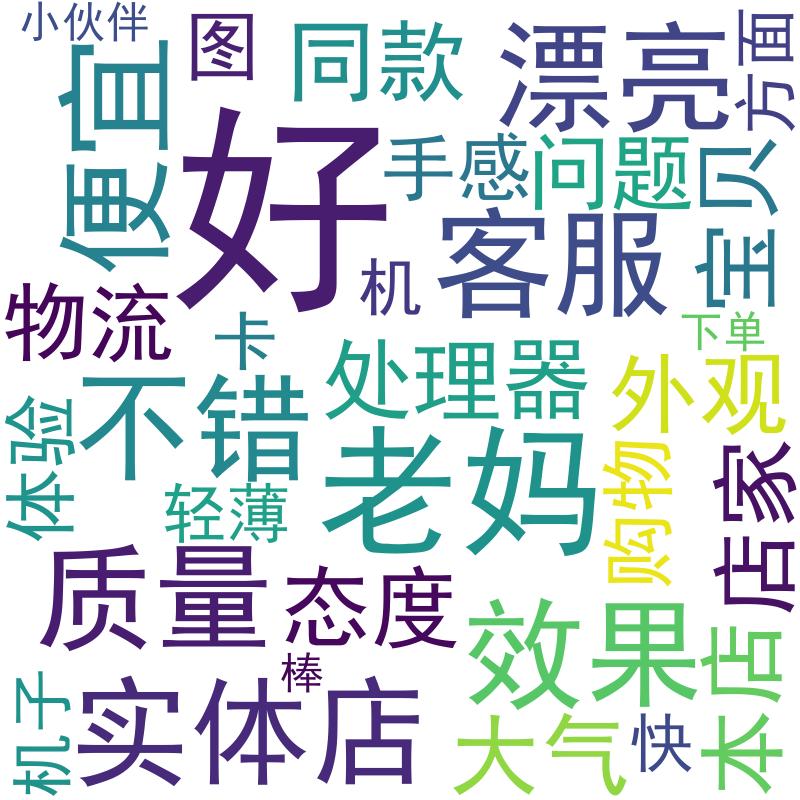 小伙伴
图
同款
漂亮
方面
便宜
好
手感
问题
宝贝
客服
机
物流
卡
下单
处理器
外观
不错
体验
老妈
购物
店家
轻薄
质量
态度
效果
本店
棒
机子
实体店
大气
快